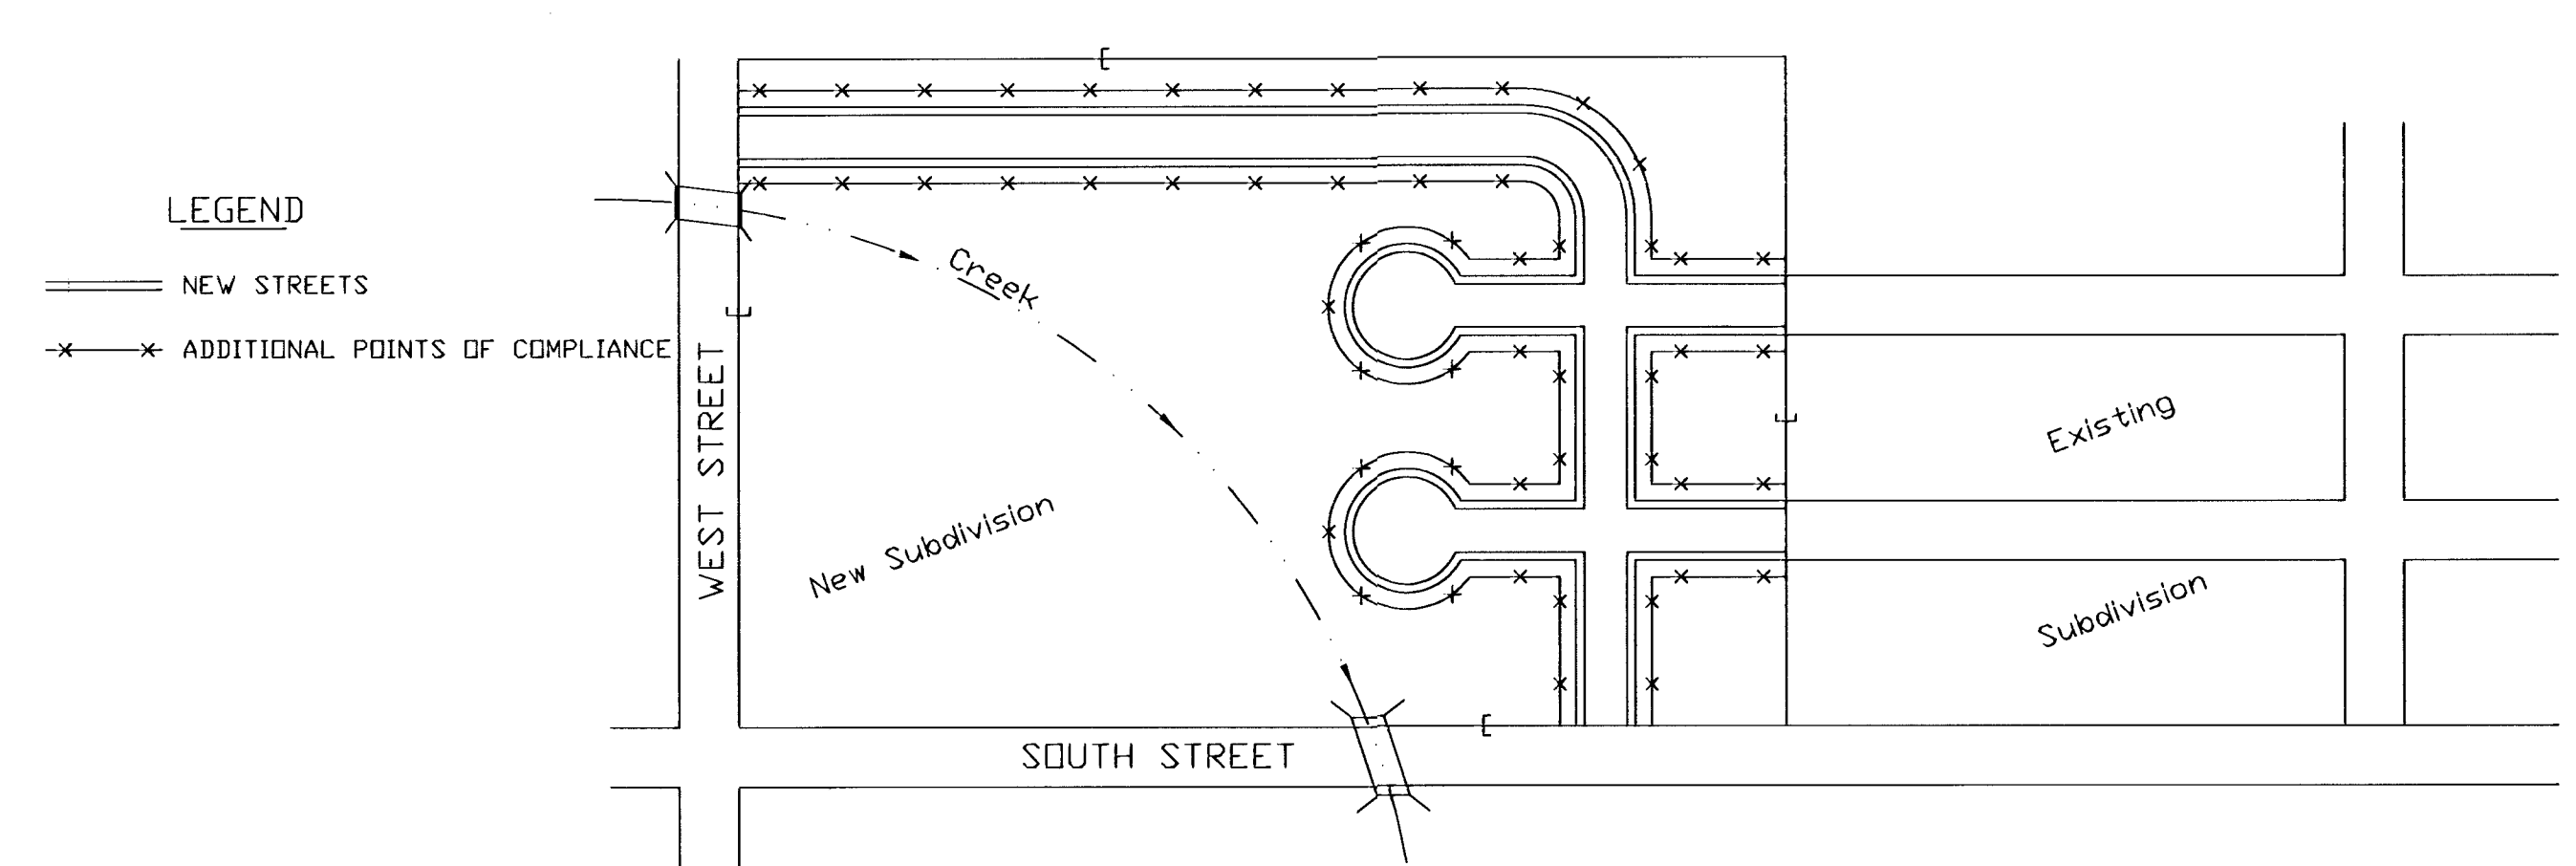 LEGEND
NEW STREETS
ADDITIONAL POINTS OF COMPLIANCE
WEST STREET
Creek
New Subdivision
SOUTH STREET
Existing
Subdivision